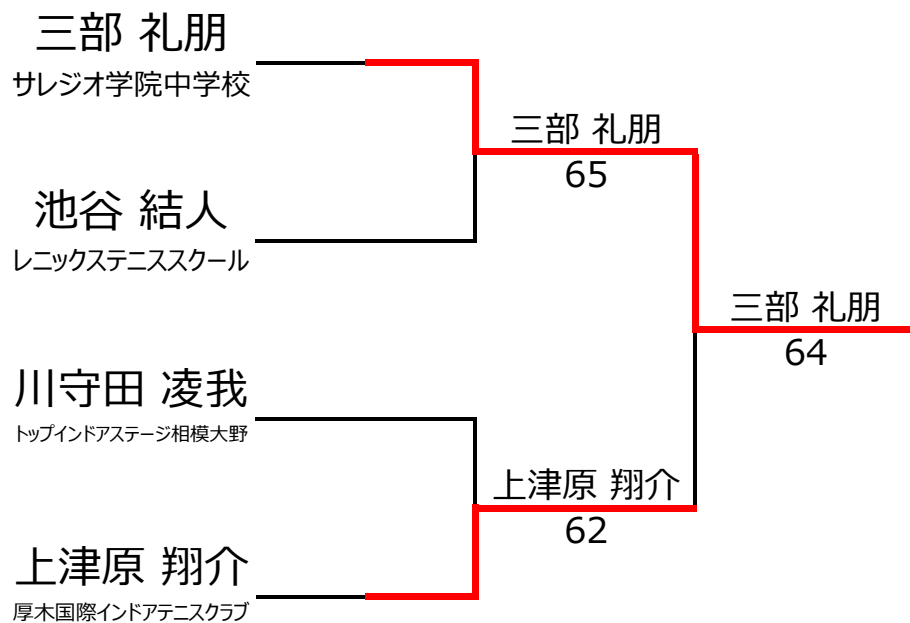 三部 礼朋
サレジオ学院中学校
三部 礼朋
65
池谷 結人
レニックステニススクール
三部 礼朋
64
川守田 凌我
トップインドアステージ相模大野
上津原 翔介
62
上津原 翔介
厚木国際インドアテニスクラブ